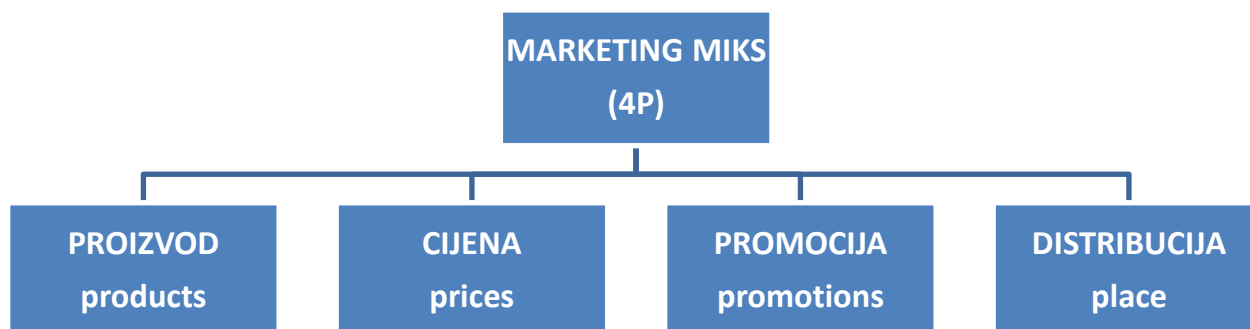 MARKETING MIKS
(4P)
PROIZVOD
products
CIJENA
prices
PROMOCIJA
promotions
DISTRIBUCIJA
place